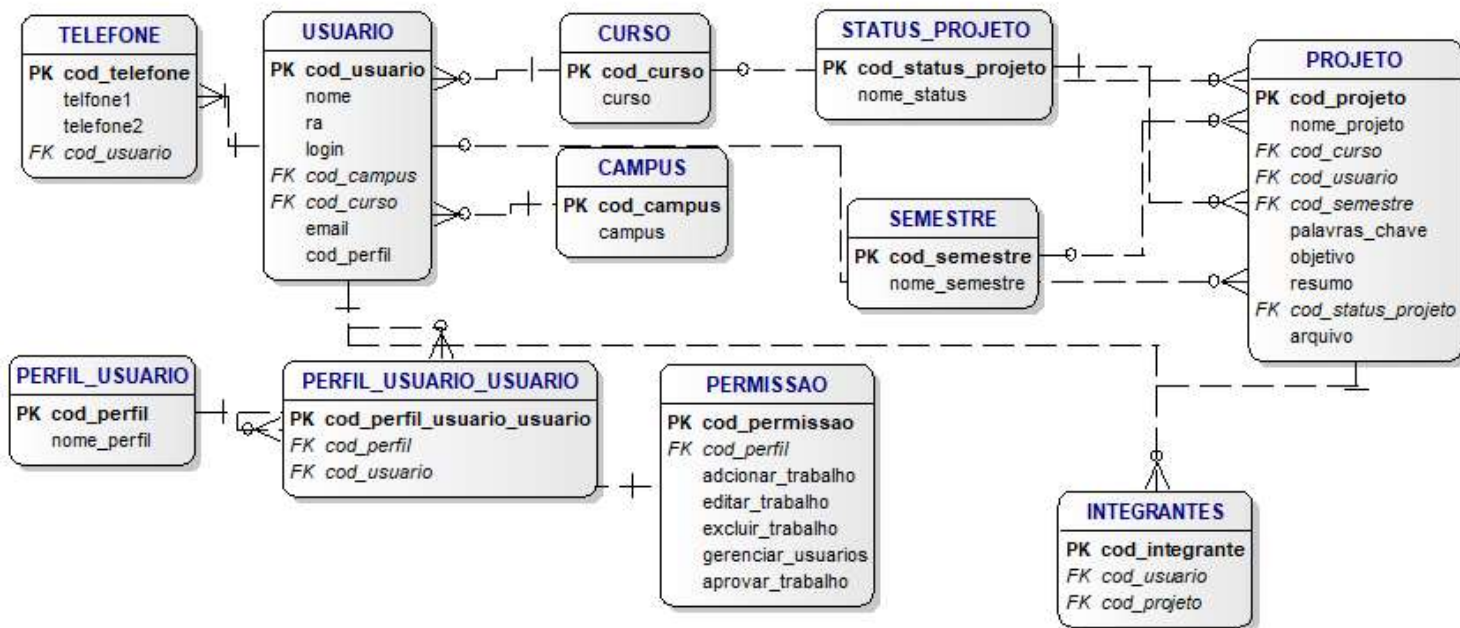 TELEFONE
PK cod_telefone
telfone1
telefone2
FK cod_usuario
USUARIO
PK cod_usuario
nome
ra
login
FK cod_campus
FK cod_curso
email
cod_perfil
CURSO
PK cod_curso
curso
CAMPUS
PK cod_campus
campus
STATUS_PROJETO
PK cod_status_projeto
nome_status
SEMESTRE
PK cod_semestre
nome_semestre
PROJETO
PK cod_projeto
nome_projeto
FK cod_curso
FK cod_usuario
FK cod_semestre
palavras_chave
objetivo
resumo
FK cod_status_projeto
arquivo
PERFIL_USUARIO
PK cod_perfil
nome_perfil
PERFIL_USUARIO_USUARIO
PK cod_perfil_usuario_usuario
FK cod_perfil
FK cod_usuario
PERMISSAO
PK cod_permissao
FK cod_perfil
adcionar_trabalho
editar_trabalho
excluir_trabalho
gerenciar_usuarios
aprovar_trabalho
INTEGRANTES
PK cod_integrante
FK cod_usuario
FK cod_projeto